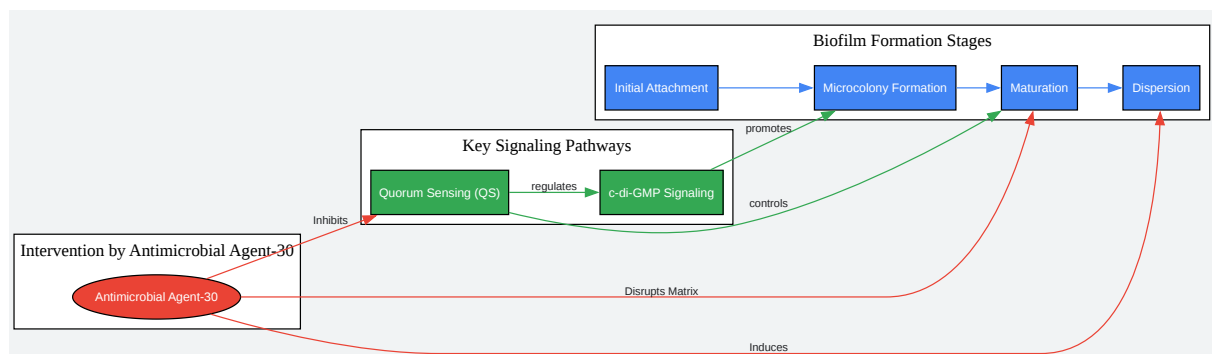 Biofilm Formation Stages
Initial Attachment
Microcolony Formation
Maturation
Dispersion
promotes
Key Signaling Pathways
Quorum Sensing (QS)
regulates
c-di-GMP Signaling
controls
Inhibits
Intervention by Antimicrobial Agent-30
Antimicrobial Agent-30
Disrupts Matrix
Induces